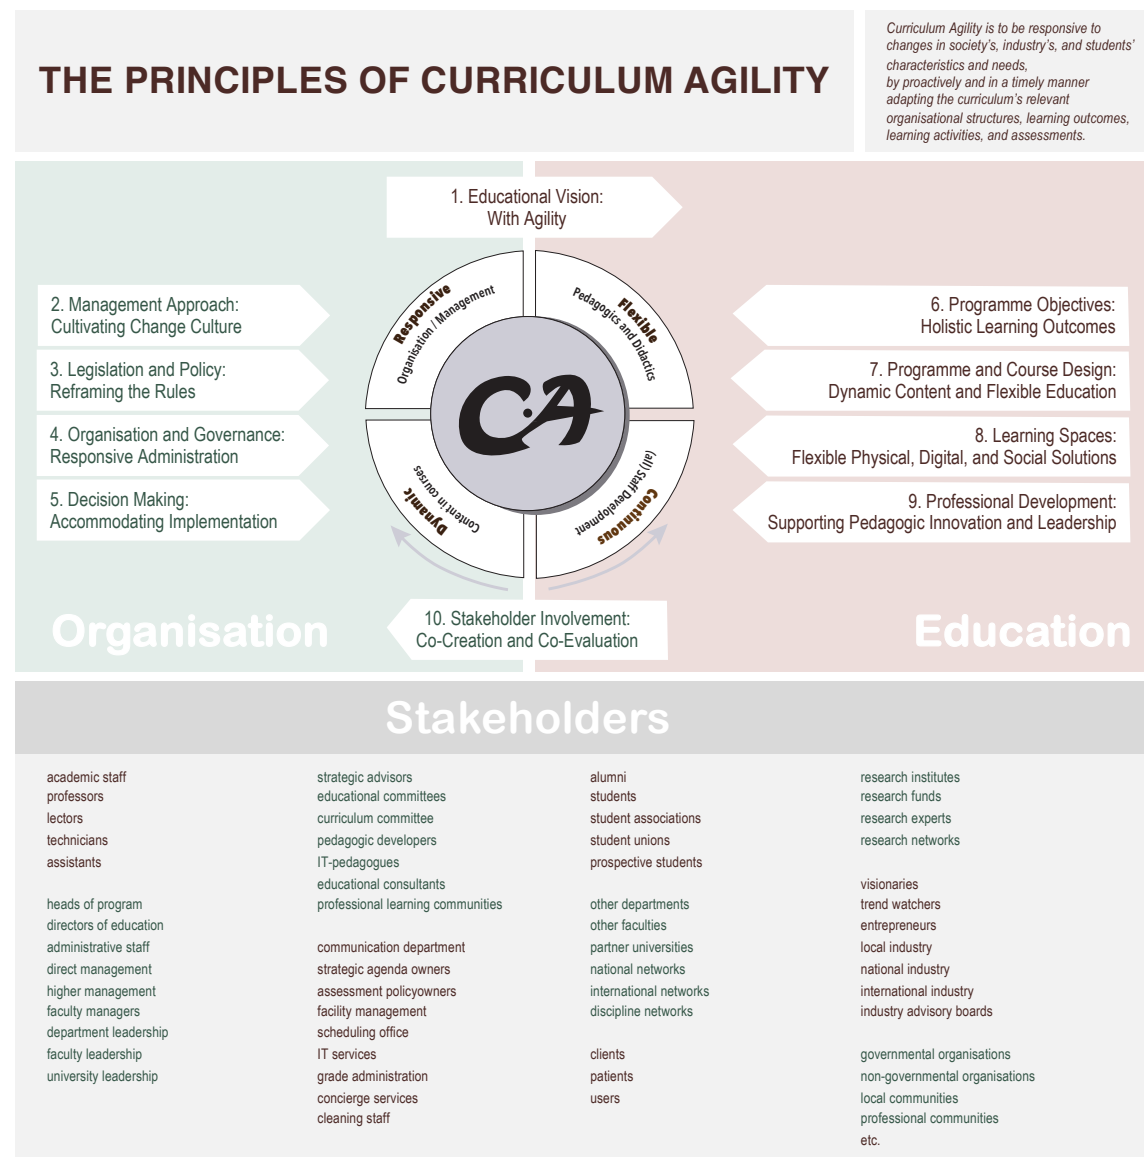 THE PRINCIPLES OF CURRICULUM AGILITY
Curriculum Agility is to be responsive to
changes in society's, industry's, and students'
characteristics and needs,
by proactively and in a timely manner
adapting the curriculum's relevant
organisational structures, learning outcomes,
learning activities, and assessments.
1. Educational Vision:
With Agility
2. Management Approach:
Cultivating Change Culture
3. Legislation and Policy:
Reframing the Rules
4. Organisation and Governance:
Responsive Administration
5. Decision Making:
Accommodating Implementation
Responsive
Organisation / Management
Flexible
Pedagogics and Didactics
CA
Dynamic
Content in courses
(all) Staff Development
Continuous
6. Programme Objectives:
Holistic Learning Outcomes
7. Programme and Course Design:
Dynamic Content and Flexible Education
8. Learning Spaces:
Flexible Physical, Digital, and Social Solutions
9. Professional Development:
Supporting Pedagogic Innovation and Leadership
10. Stakeholder Involvement:
Co-Creation and Co-Evaluation
Organisation
Education
Stakeholders
academic staff
professors
lectors
technicians
assistants
heads of program
directors of education
administrative staff
direct management
higher management
faculty managers
department leadership
faculty leadership
university leadership
strategic advisors
educational committees
curriculum committee
pedagogic developers
IT-pedagogues
educational consultants
professional learning communities
communication department
strategic agenda owners
assessment policyowners
facility management
scheduling office
IT services
grade administration
concierge services
cleaning staff
alumni
students
student associations
student unions
prospective students
other departments
other faculties
partner universities
national networks
international networks
discipline networks
clients
patients
users
research institutes
research funds
research experts
research networks
visionaries
trend watchers
entrepreneurs
local industry
national industry
international industry
industry advisory boards
governmental organisations
non-governmental organisations
local communities
professional communities
etc.